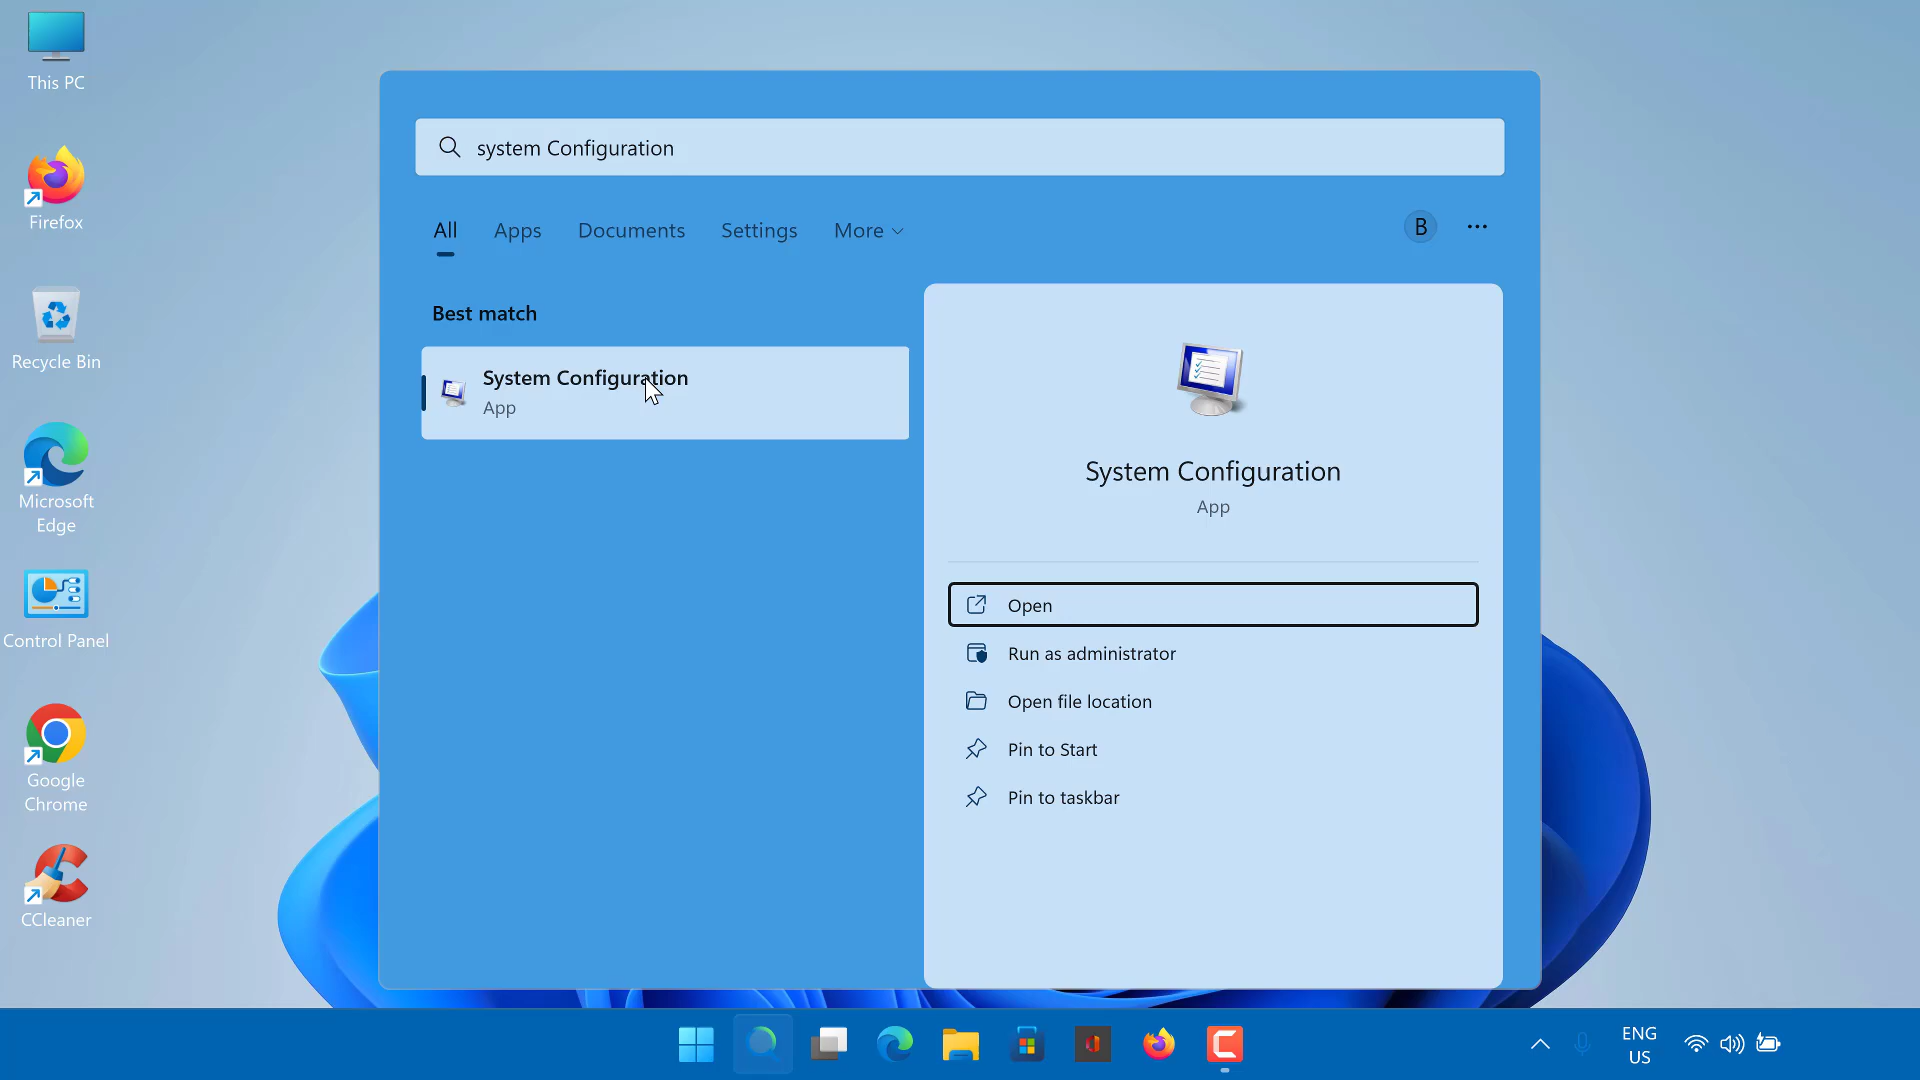 This PC
Firefox
Recycle Bin
Microsoft
Edge
Control Panel
Google
Chrome
CCleaner
system Configuration
All
Apps
Documents
Settings
More
B
Best match
System Configuration
App
System Configuration
App
Open
Run as administrator
Open file location
Pin to Start
Pin to taskbar
ENG
US